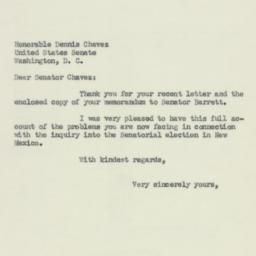 Honorable Dennis Chavez
United States Senate
Washington, D. C.
Dear Senator Chavez:
Thank you for your recent letter and the
enclosed copy of your memorandum to Senator Barrett.
I was very pleased to have this full ac-
count of the problems you are now facing in connection
with the inquiry into the Senatorial election in New
Mexico.
With kindest regards,
Very sincerely yours,